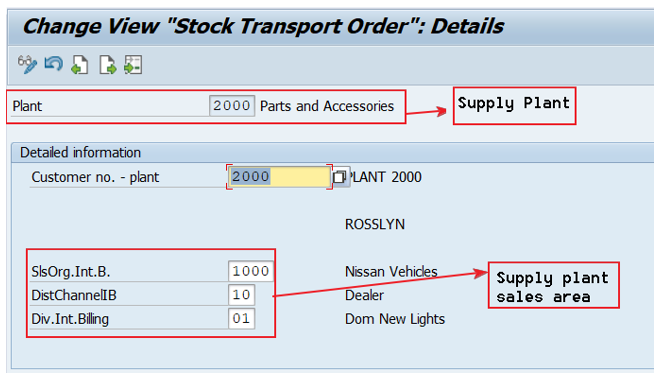 Change View "Stock Transport Order": Details
Plant 2000 Parts and Accessories
Supply Plant
Detailed information
Customer no. - plant 2000 PLANT 2000
ROSSLYN
SlsOrg.Int.B. 1000 Nissan Vehicles
DistChannelIB 10 Dealer
Div.Int.Billing 01 Dom New Lights
Supply plant
sales area